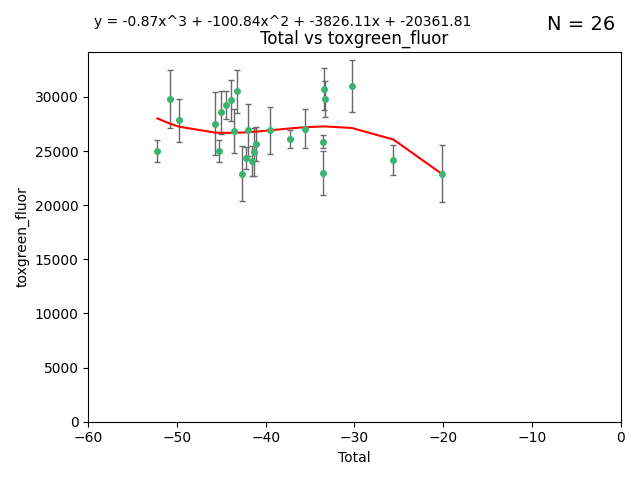 y = -0.87x^3 + -100.84x^2 + -3826.11x + -20361.81
N = 26
Total vs toxgreen_fluor
30000
25000
20000
15000
10000
5000
0
toxgreen_fluor
−60
−50
−40
−30
−20
−10
0
Total